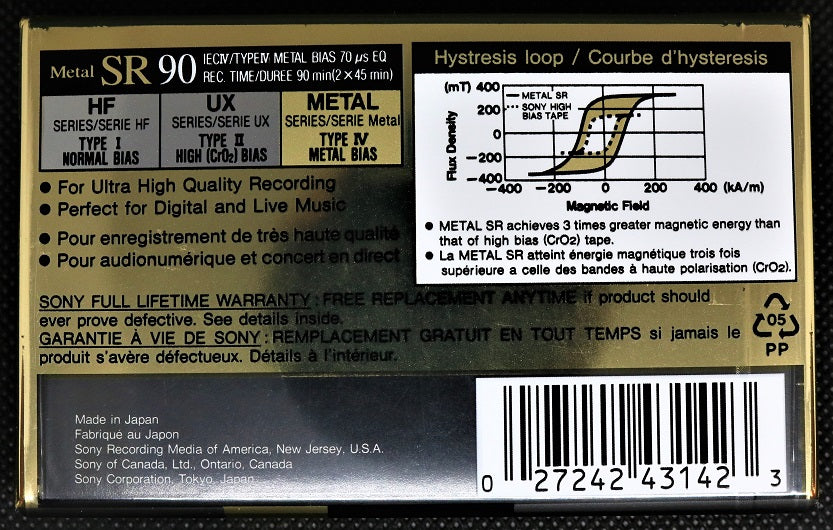 Metal SR 90 IECIV/TYPEIV METAL BIAS 70 µs EQ
REC. TIME/DUREE 90 min(2×45 min)
HF
SERIES/SERIE HF
TYPE I
NORMAL BIAS
UX
SERIES/SERIE UX
TYPE II
HIGH (CrO2) BIAS
METAL
SERIES/SERIE Metal
TYPE IV
METAL BIAS
● For Ultra High Quality Recording
● Perfect for Digital and Live Music
● Pour enregistrement de très haute qualité
● Pour audionumérique et concert en direct
Hystresis loop / Courbe d'hysteresis
(mT) 400
200
0
−200
−400
Flux Density
METAL SR
SONY HIGH
BIAS TAPE
−400 −200 0 200 400 (kA/m)
Magnetic Field
● METAL SR achieves 3 times greater magnetic energy than
that of high bias (CrO2) tape.
● La METAL SR atteint énergie magnétique trois fois
supérieure a celle des bandes à haute polarisation (CrO2).
SONY FULL LIFETIME WARRANTY : FREE REPLACEMENT ANYTIME if product should
ever prove defective. See details inside.
GARANTIE À VIE DE SONY : REMPLACEMENT GRATUIT EN TOUT TEMPS si jamais le
produit s'avère défectueux. Détails à l'intérieur.
05
PP
Made in Japan
Fabriqué au Japon
Sony Recording Media of America, New Jersey, U.S.A.
Sony of Canada, Ltd., Ontario, Canada
Sony Corporation, Tokyo, Japan
0 27242 43142 3